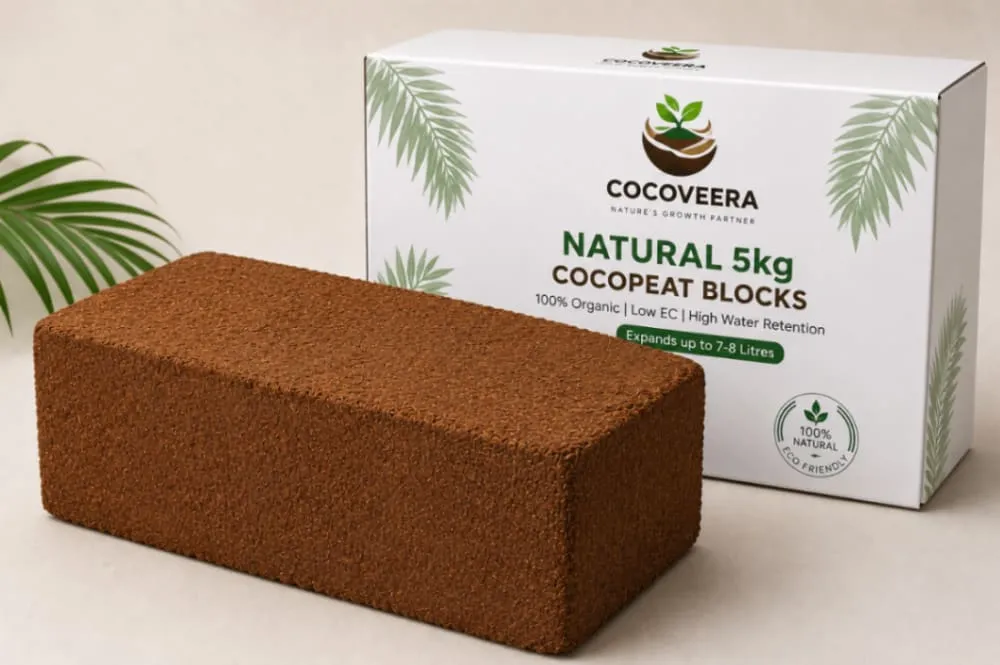 COCOVEERA
COCOVEERA
NATURE'S GROWTH PARTNER
NATURAL 5kg
COCOPEAT BLOCKS
100% Organic | Low EC | High Water Retention
Expands up to 7-8 Litres
100%
NATURAL
ECO FRIENDLY